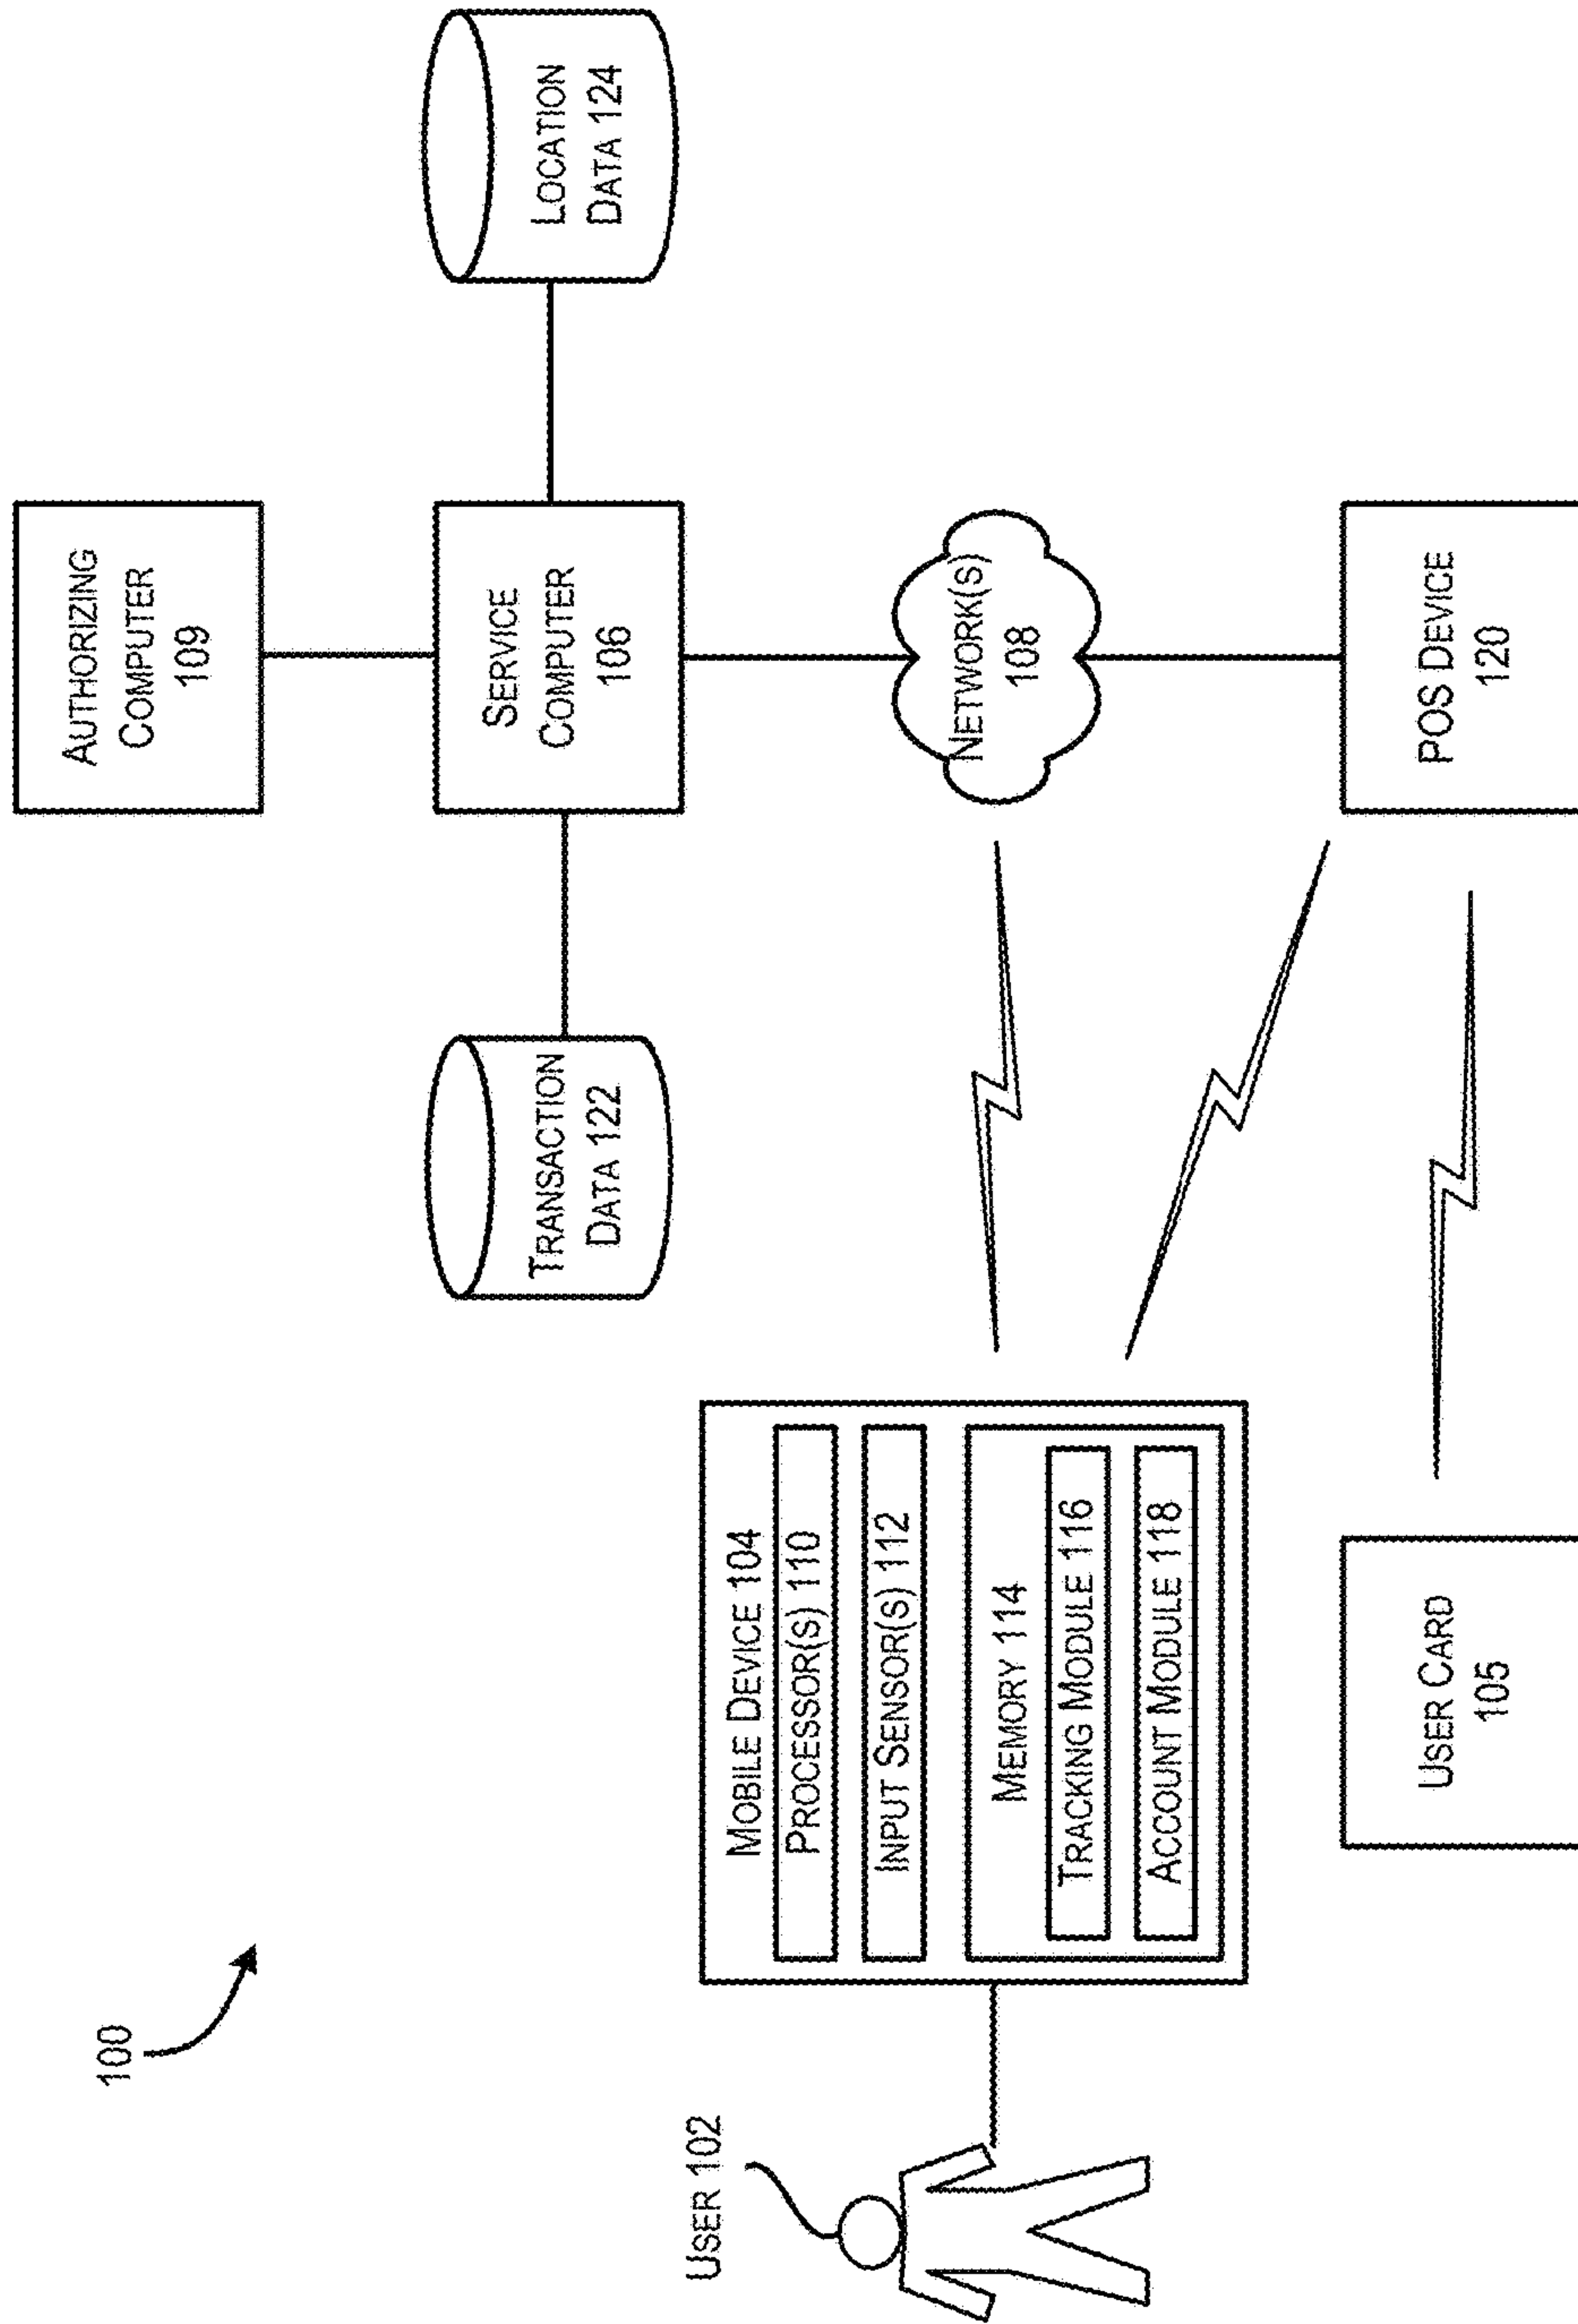 100
AUTHORIZING
COMPUTER
109
SERVICE
COMPUTER
106
TRANSACTION
DATA 122
LOCATION
DATA 124
USER 102
MOBILE DEVICE 104
PROCESSOR(S) 110
INPUT SENSOR(S) 112
MEMORY 114
TRACKING MODULE 116
ACCOUNT MODULE 118
NETWORK(S)
108
USER CARD
105
POS DEVICE
120